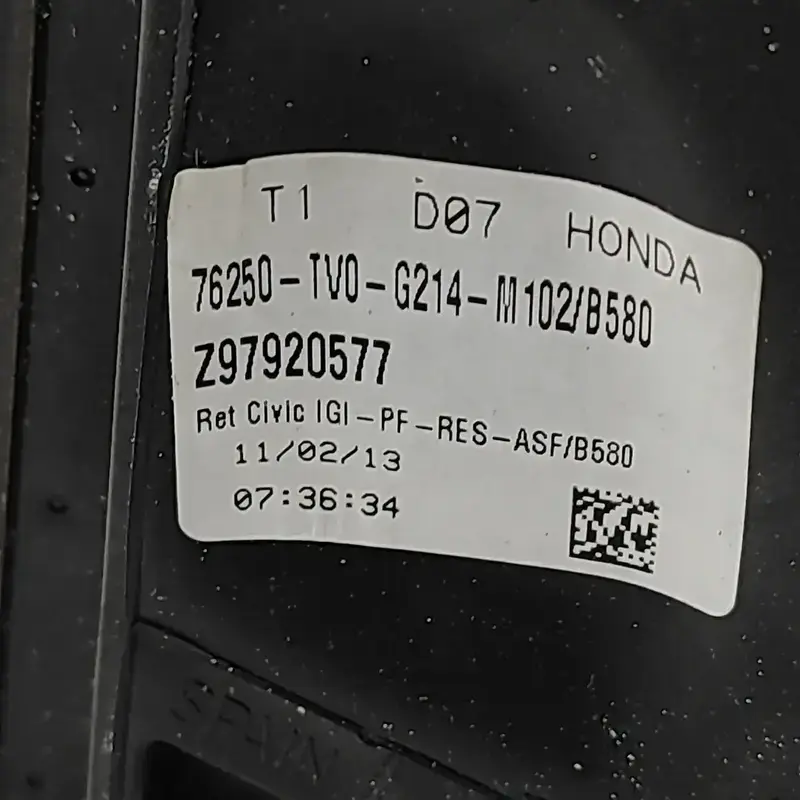 T1 D07 HONDA
76250-TV0-G214-M102/B580
Z97920577
Ret Civic IGI-PF-RES-ASF/B580
11/02/13
07:36:34
SPAIN